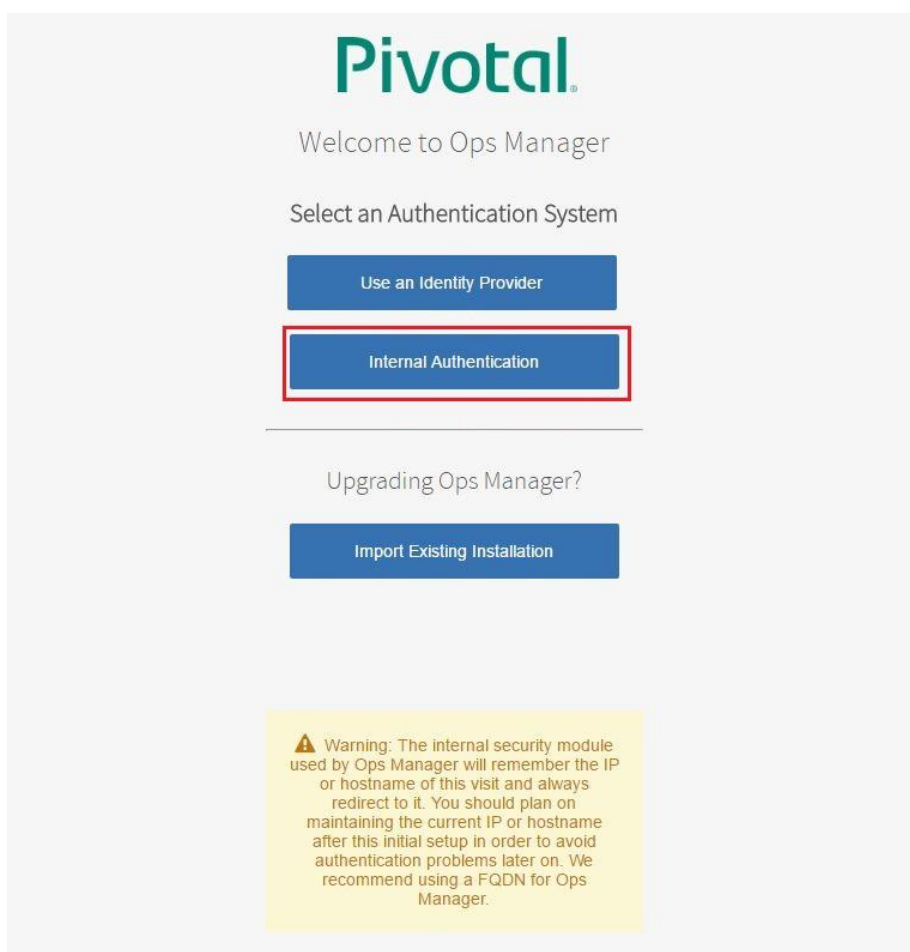 Pivotal
Welcome to Ops Manager
Select an Authentication System
Use an Identity Provider
Internal Authentication
Upgrading Ops Manager?
Import Existing Installation
Warning: The internal security module
used by Ops Manager will remember the IP
or hostname of this visit and always
redirect to it. You should plan on
maintaining the current IP or hostname
after this initial setup in order to avoid
authentication problems later on. We
recommend using a FQDN for Ops
Manager.